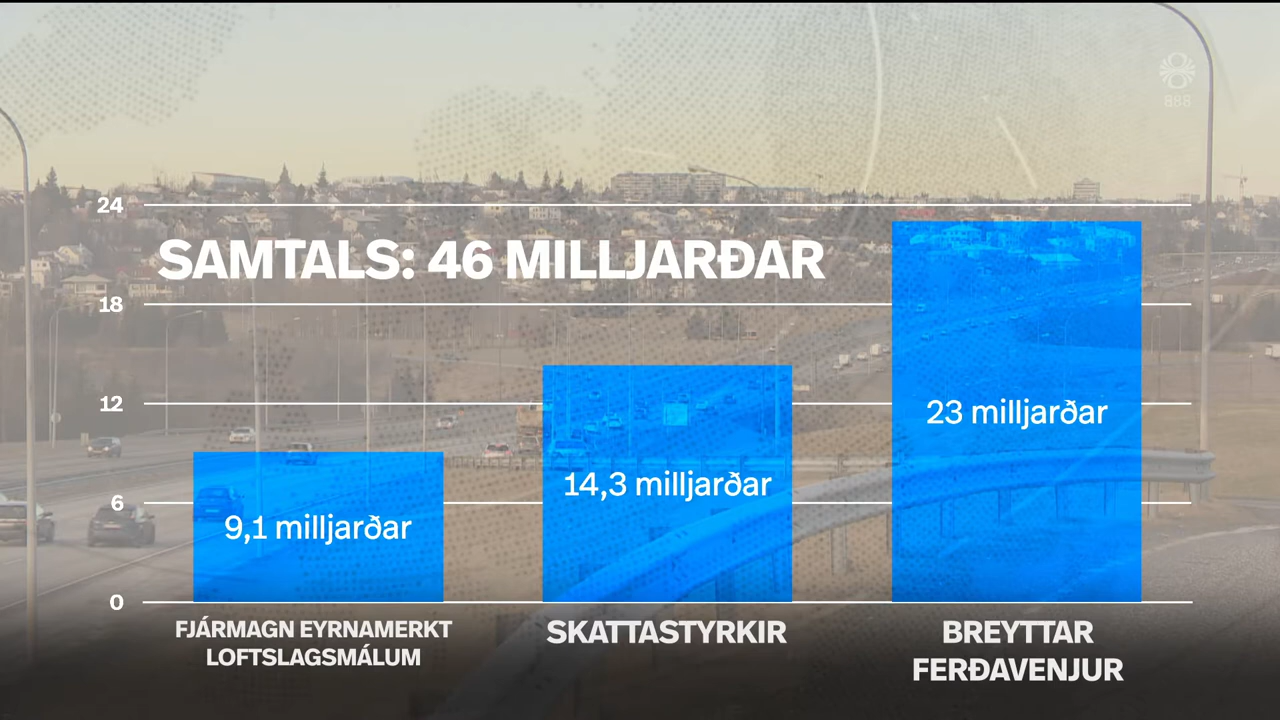 888
24
SAMTALS: 46 MILLJARÐAR
18
12
6
0
9,1 milljarðar
14,3 milljarðar
23 milljarðar
FJÁRMAGN EYRNAMERKT
LOFTSLAGSMÁLUM
SKATTASTYRKIR
BREYTTAR
FERÐAVENJUR